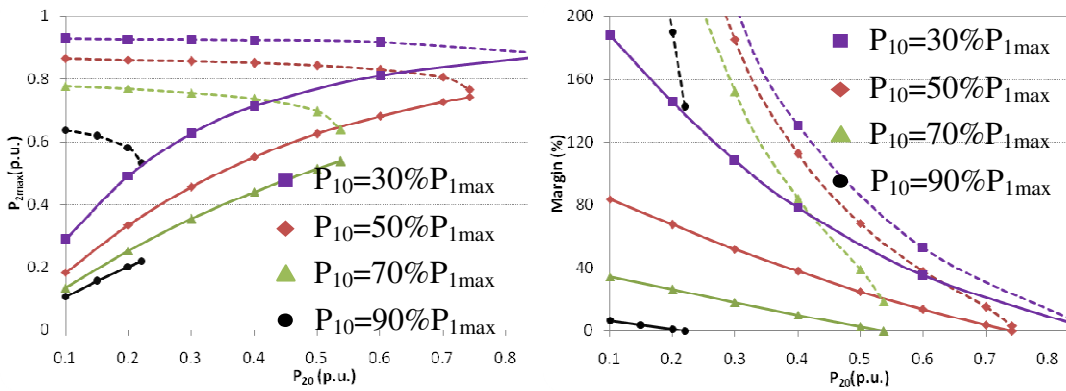 1
0.8
0.6
0.4
0.2
0
P2max(p.u.)
0.1 0.2 0.3 0.4 0.5 0.6 0.7 0.8
P20 (p.u.)
P10=30%P1max
P10=50%P1max
P10=70%P1max
P10=90%P1max
200
160
120
80
40
0
Margin (%)
0.1 0.2 0.3 0.4 0.5 0.6 0.7 0.8
P20(p.u.)
P10=30%P1max
P10=50%P1max
P10=70%P1max
P10=90%P1max